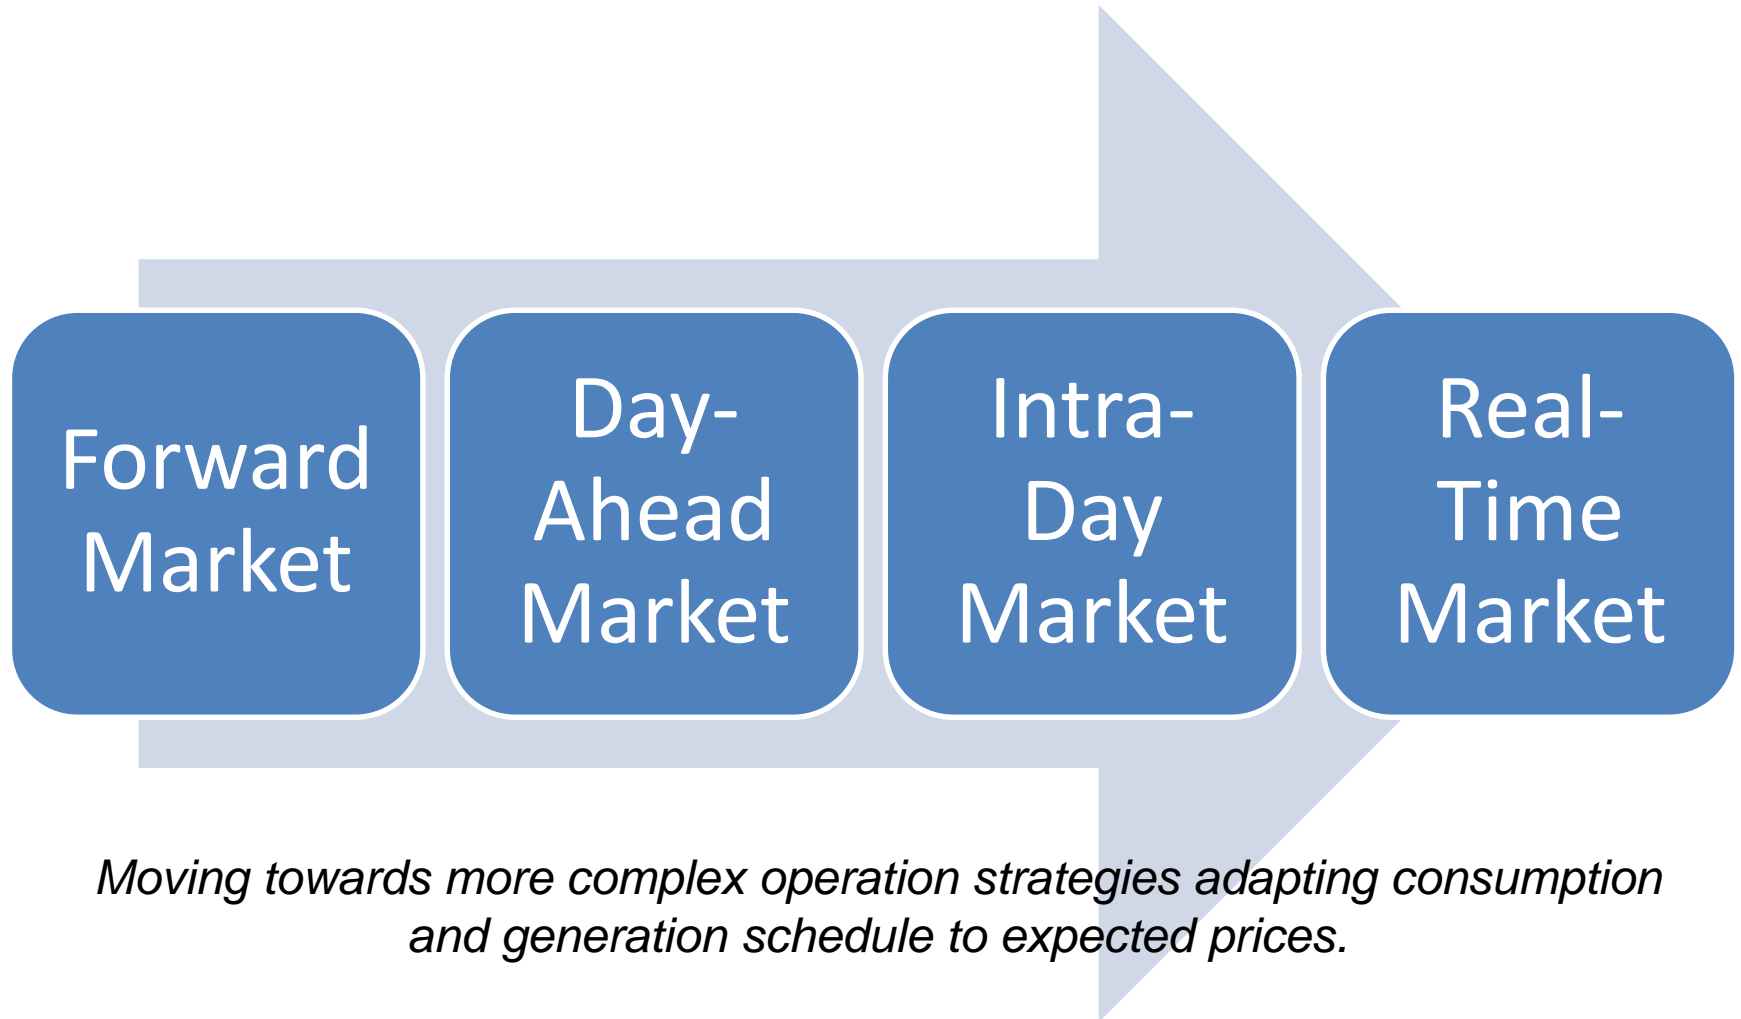 Forward
Market
Day-
Ahead
Market
Intra-
Day
Market
Real-
Time
Market
Moving towards more complex operation strategies adapting consumption
and generation schedule to expected prices.